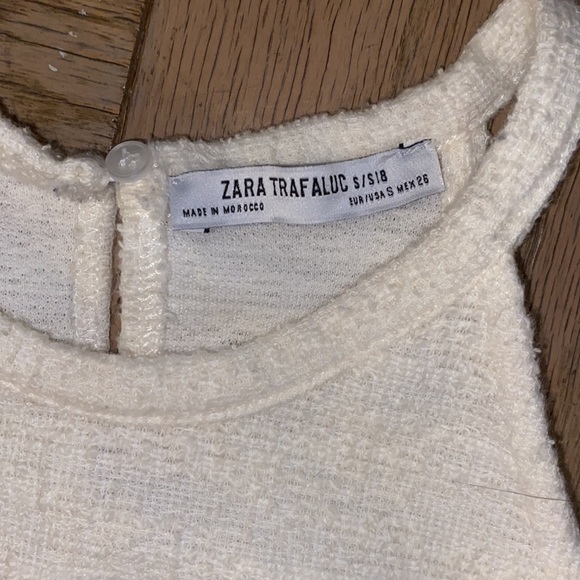 ZARA TRAFALUC S/S18
MADE IN MOROCCO
EUR/USA S MEX 26